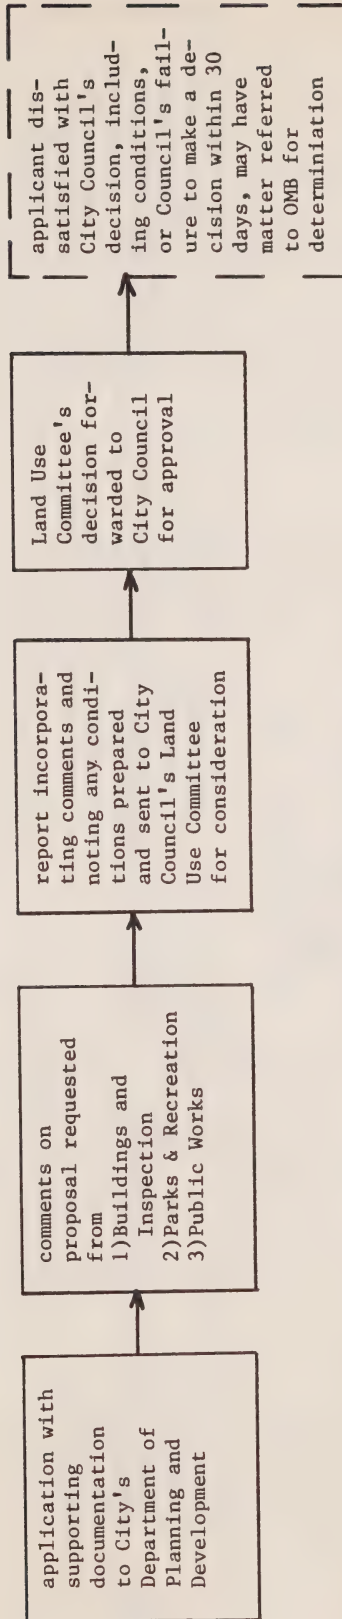 application with
supporting
documentation
to City's
Department of
Planning and
Development
comments on
proposal requested
from
1)Buildings and
Inspection
2)Parks & Recreation
3)Public Works
report incorpora-
ting comments and
noting any condi-
tions prepared
and sent to City
Council's Land
Use Committee
for consideration
Land Use
Committee's
decision for-
warded to
City Council
for approval
applicant dis-
satisfied with
City Council's
decision, includ-
ing conditions,
or Council's fail-
ure to make a de-
cision within 30
days, may have
matter referred
to OMB for
determiniation